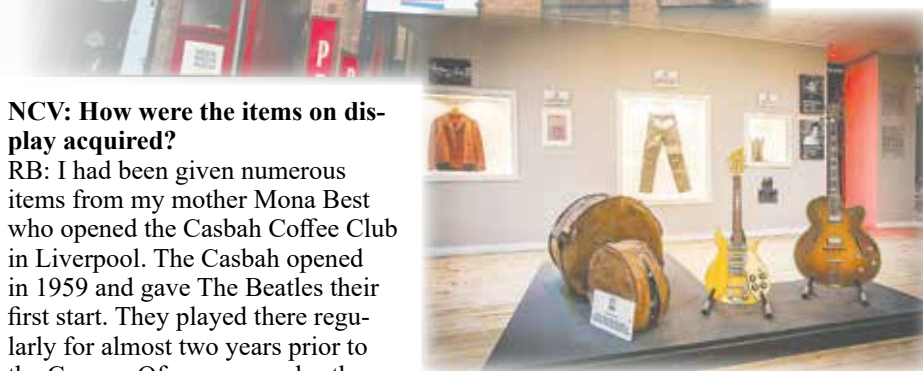 P
NCV: How were the items on dis-
play acquired?
RB: I had been given numerous
items from my mother Mona Best
who opened the Casbah Coffee Club
in Liverpool. The Casbah opened
in 1959 and gave The Beatles their
first start. They played there regu-
larly for almost two years prior to